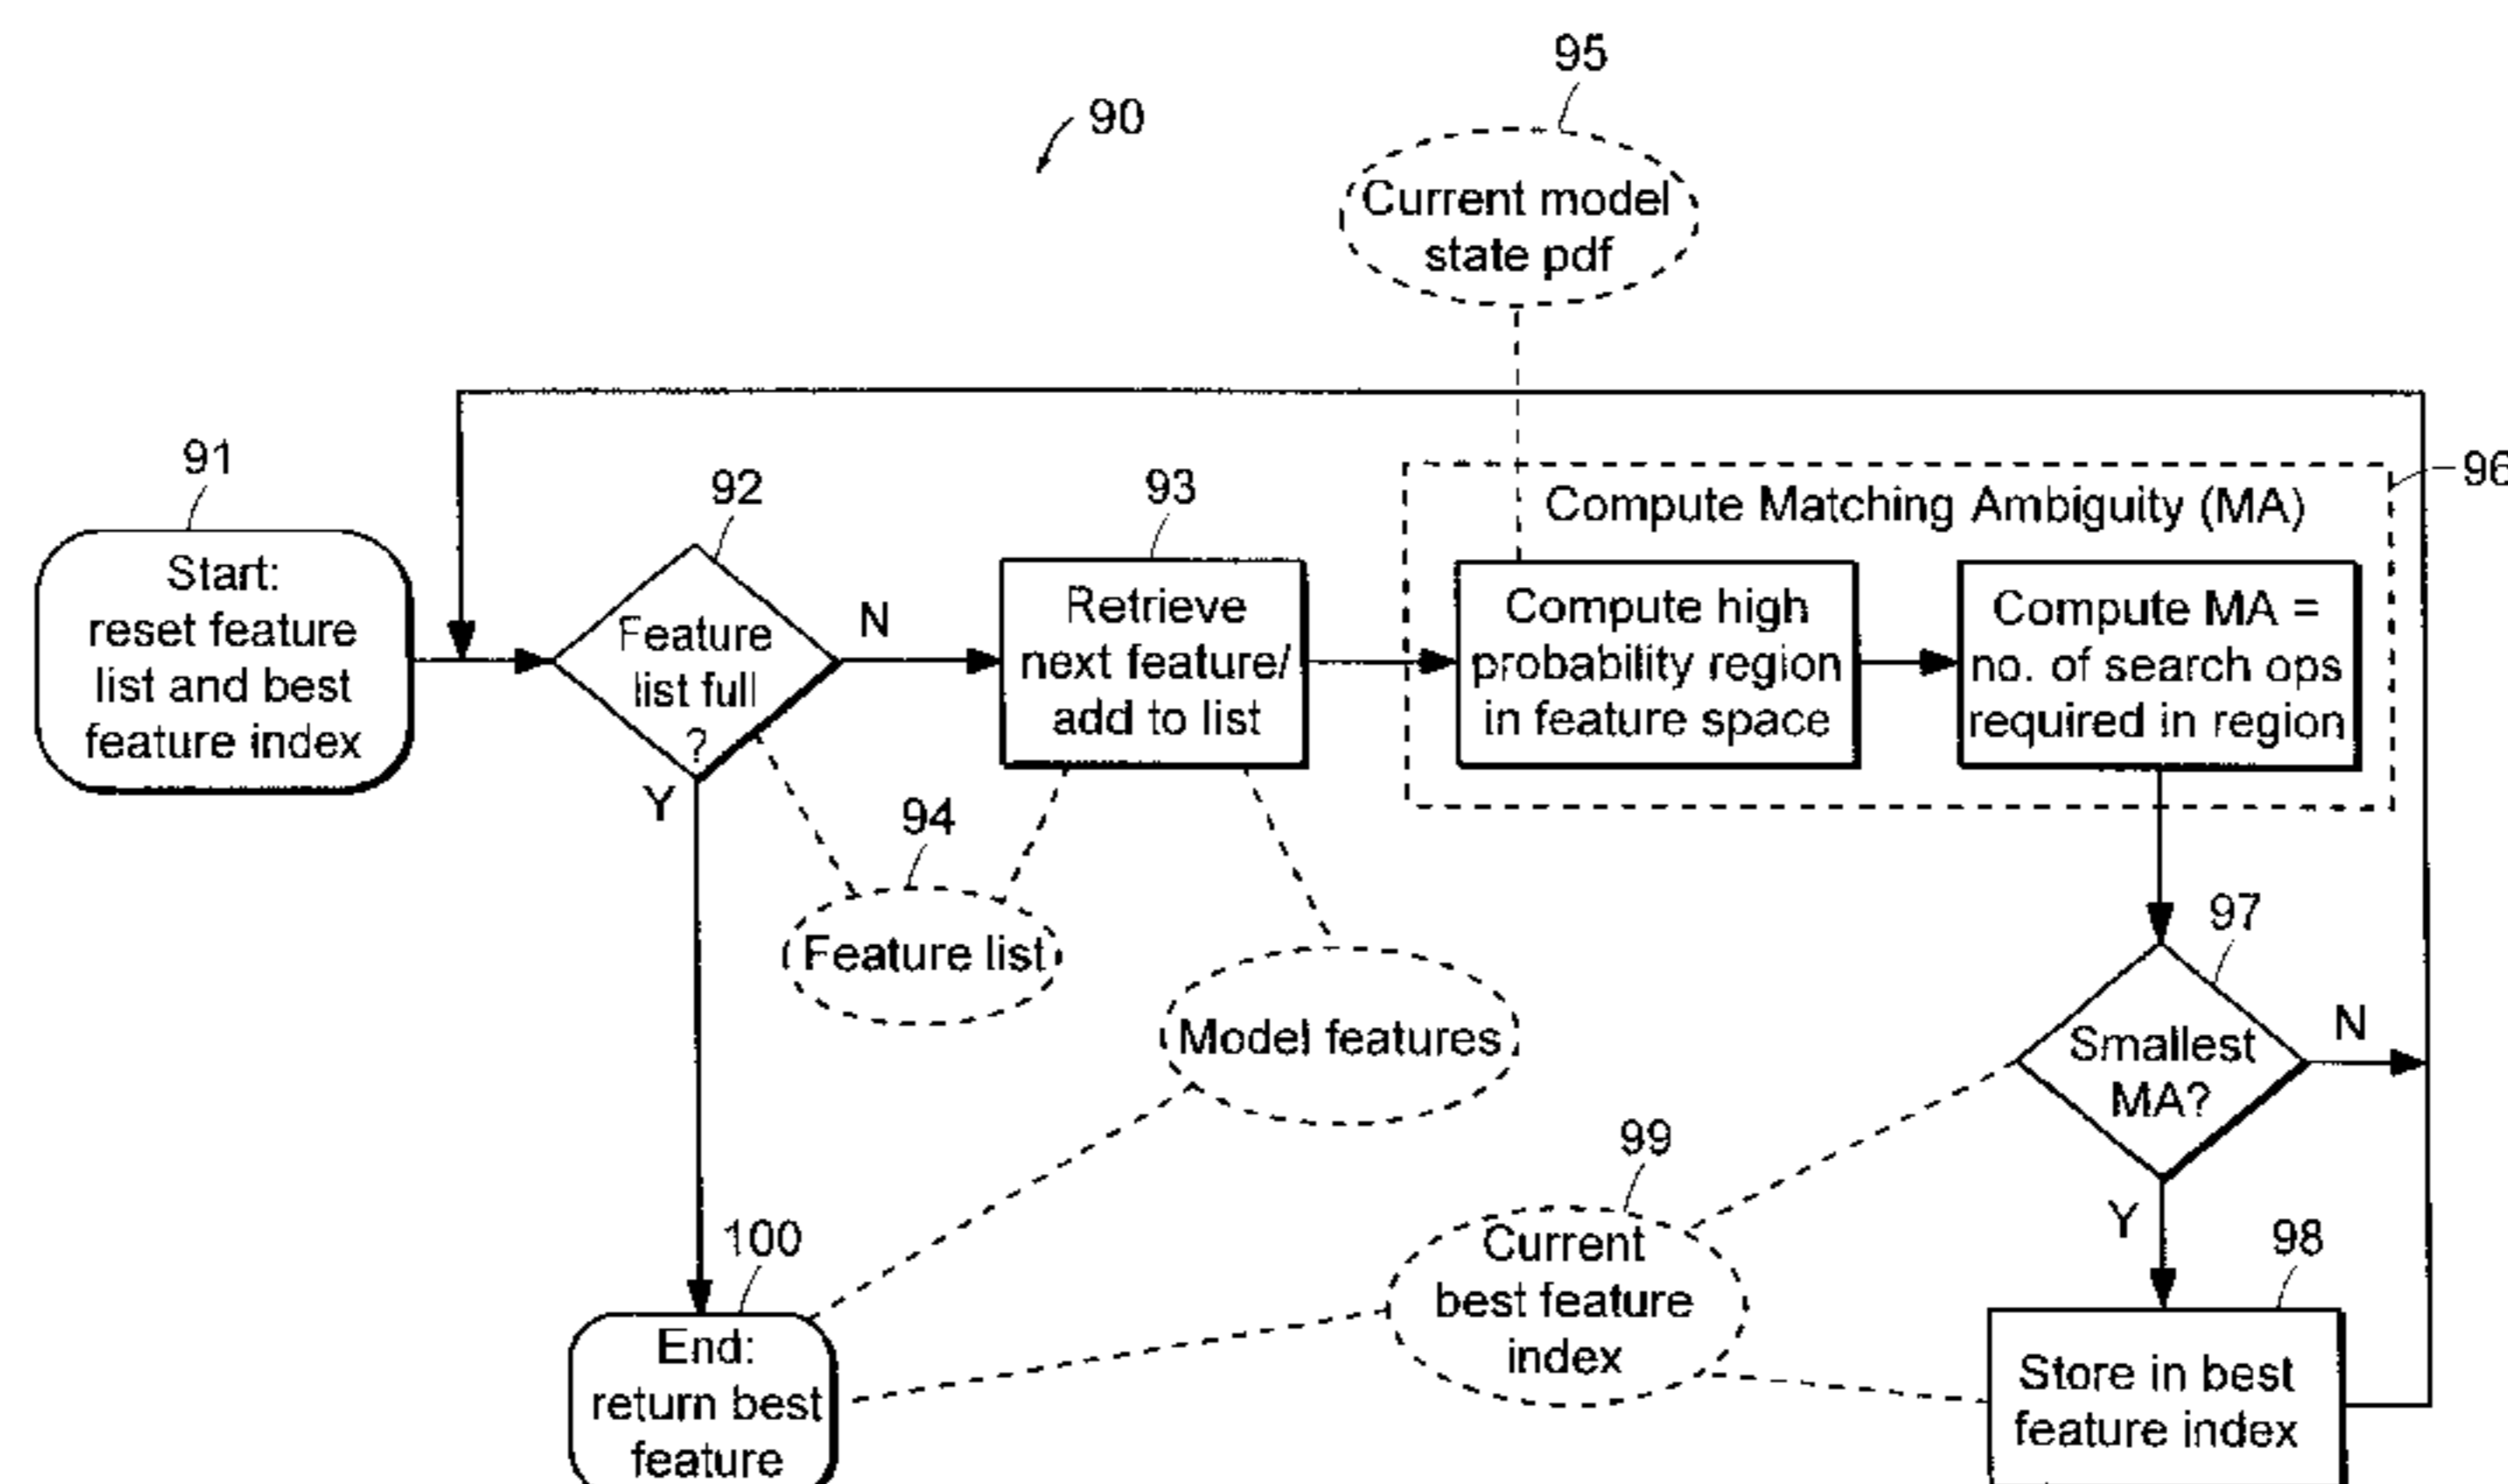 95
90
Current model
state pdf
91
92
93
96
Compute Matching Ambiguity (MA)
Start:
reset feature
list and best
feature index
Feature
list full
?
N
Y
Retrieve
next feature/
add to list
Compute high
probability region
in feature space
Compute MA =
no. of search ops
required in region
94
Feature list
Model features
97
Smallest
MA?
N
Y
99
Current
best feature
index
98
Store in best
feature index
100
End:
return best
feature